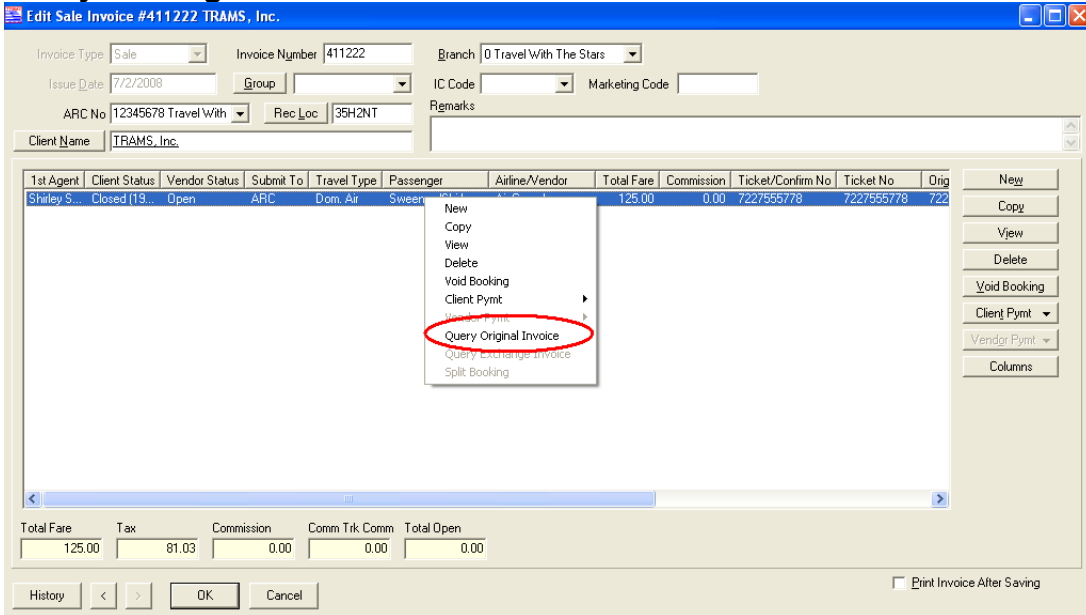 Edit Sale Invoice #411222 TRAMS, Inc.
Invoice Type Sale Invoice Number 411222 Branch 0 Travel With The Stars
Issue Date 7/2/2008 Group IC Code Marketing Code
ARC No 12345678 Travel With Rec Loc 35H2NT Remarks
Client Name TRAMS, Inc.
1st Agent Client Status Vendor Status Submit To Travel Type Passenger Airline/Vendor Total Fare Commission Ticket/Confirm No Ticket No Orig
Shirley S... Closed (19... Open ARC Dom. Air 125.00 0.00 7227555778 7227555778 722
New
Copy
View
Delete
Void Booking
Client Pymt
Vendor Pymt
Query Original Invoice
Query Exchange Invoice
Split Booking
New
Copy
View
Delete
Void Booking
Client Pymt
Vendor Pymt
Columns
Total Fare Tax Commission Comm Trk Comm Total Open
125.00 81.03 0.00 0.00 0.00
History < > OK Cancel Print Invoice After Saving